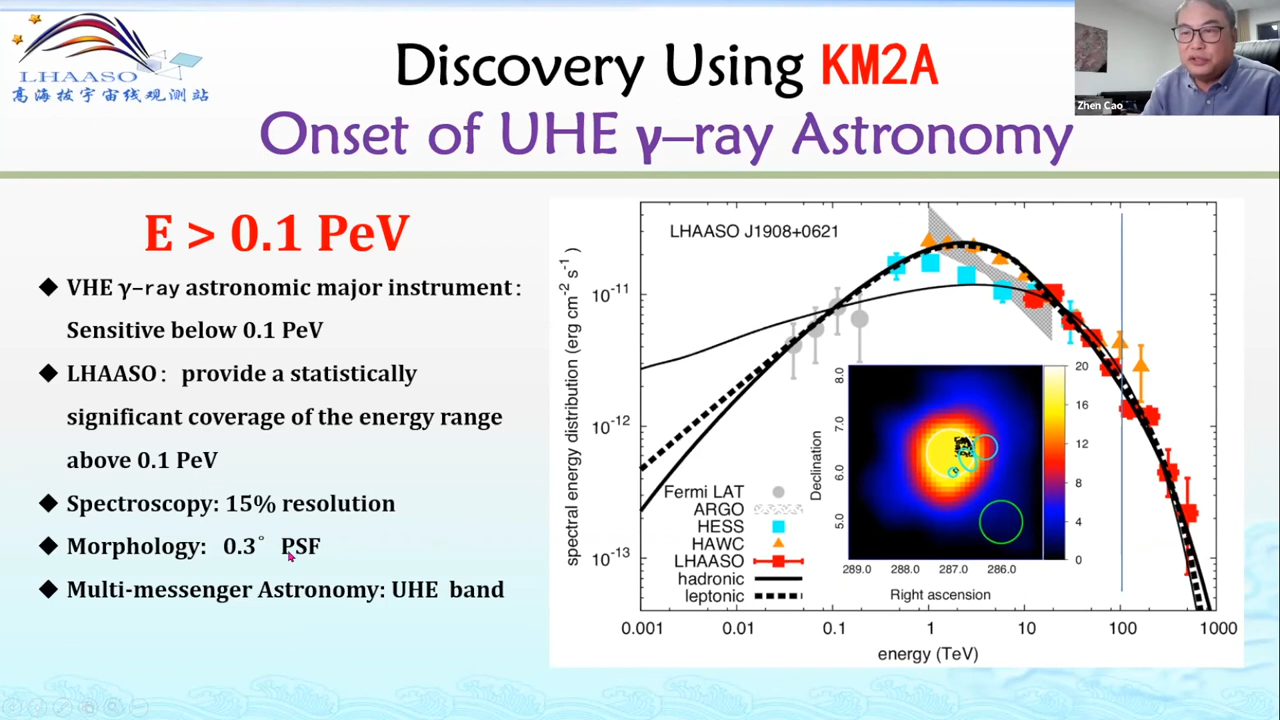 LHAASO
高海拔宇宙线观测站
Discovery Using KM2A
Onset of UHE γ–ray Astronomy
Zhen Cao
E > 0.1 PeV
◆ VHE γ–ray astronomic major instrument:
Sensitive below 0.1 PeV
◆ LHAASO: provide a statistically
significant coverage of the energy range
above 0.1 PeV
◆ Spectroscopy: 15% resolution
◆ Morphology: 0.3° PSF
◆ Multi-messenger Astronomy: UHE band
LHAASO J1908+0621
spectral energy distribution (erg cm⁻² s⁻¹)
10⁻¹¹
10⁻¹²
10⁻¹³
Fermi LAT
ARGO
HESS
HAWC
LHAASO
hadronic
leptonic
Declination
8.0
7.0
6.0
5.0
289.0 288.0 287.0 286.0
Right ascension
20
16
12
8
4
0
0.001 0.01 0.1 1 10 100 1000
energy (TeV)